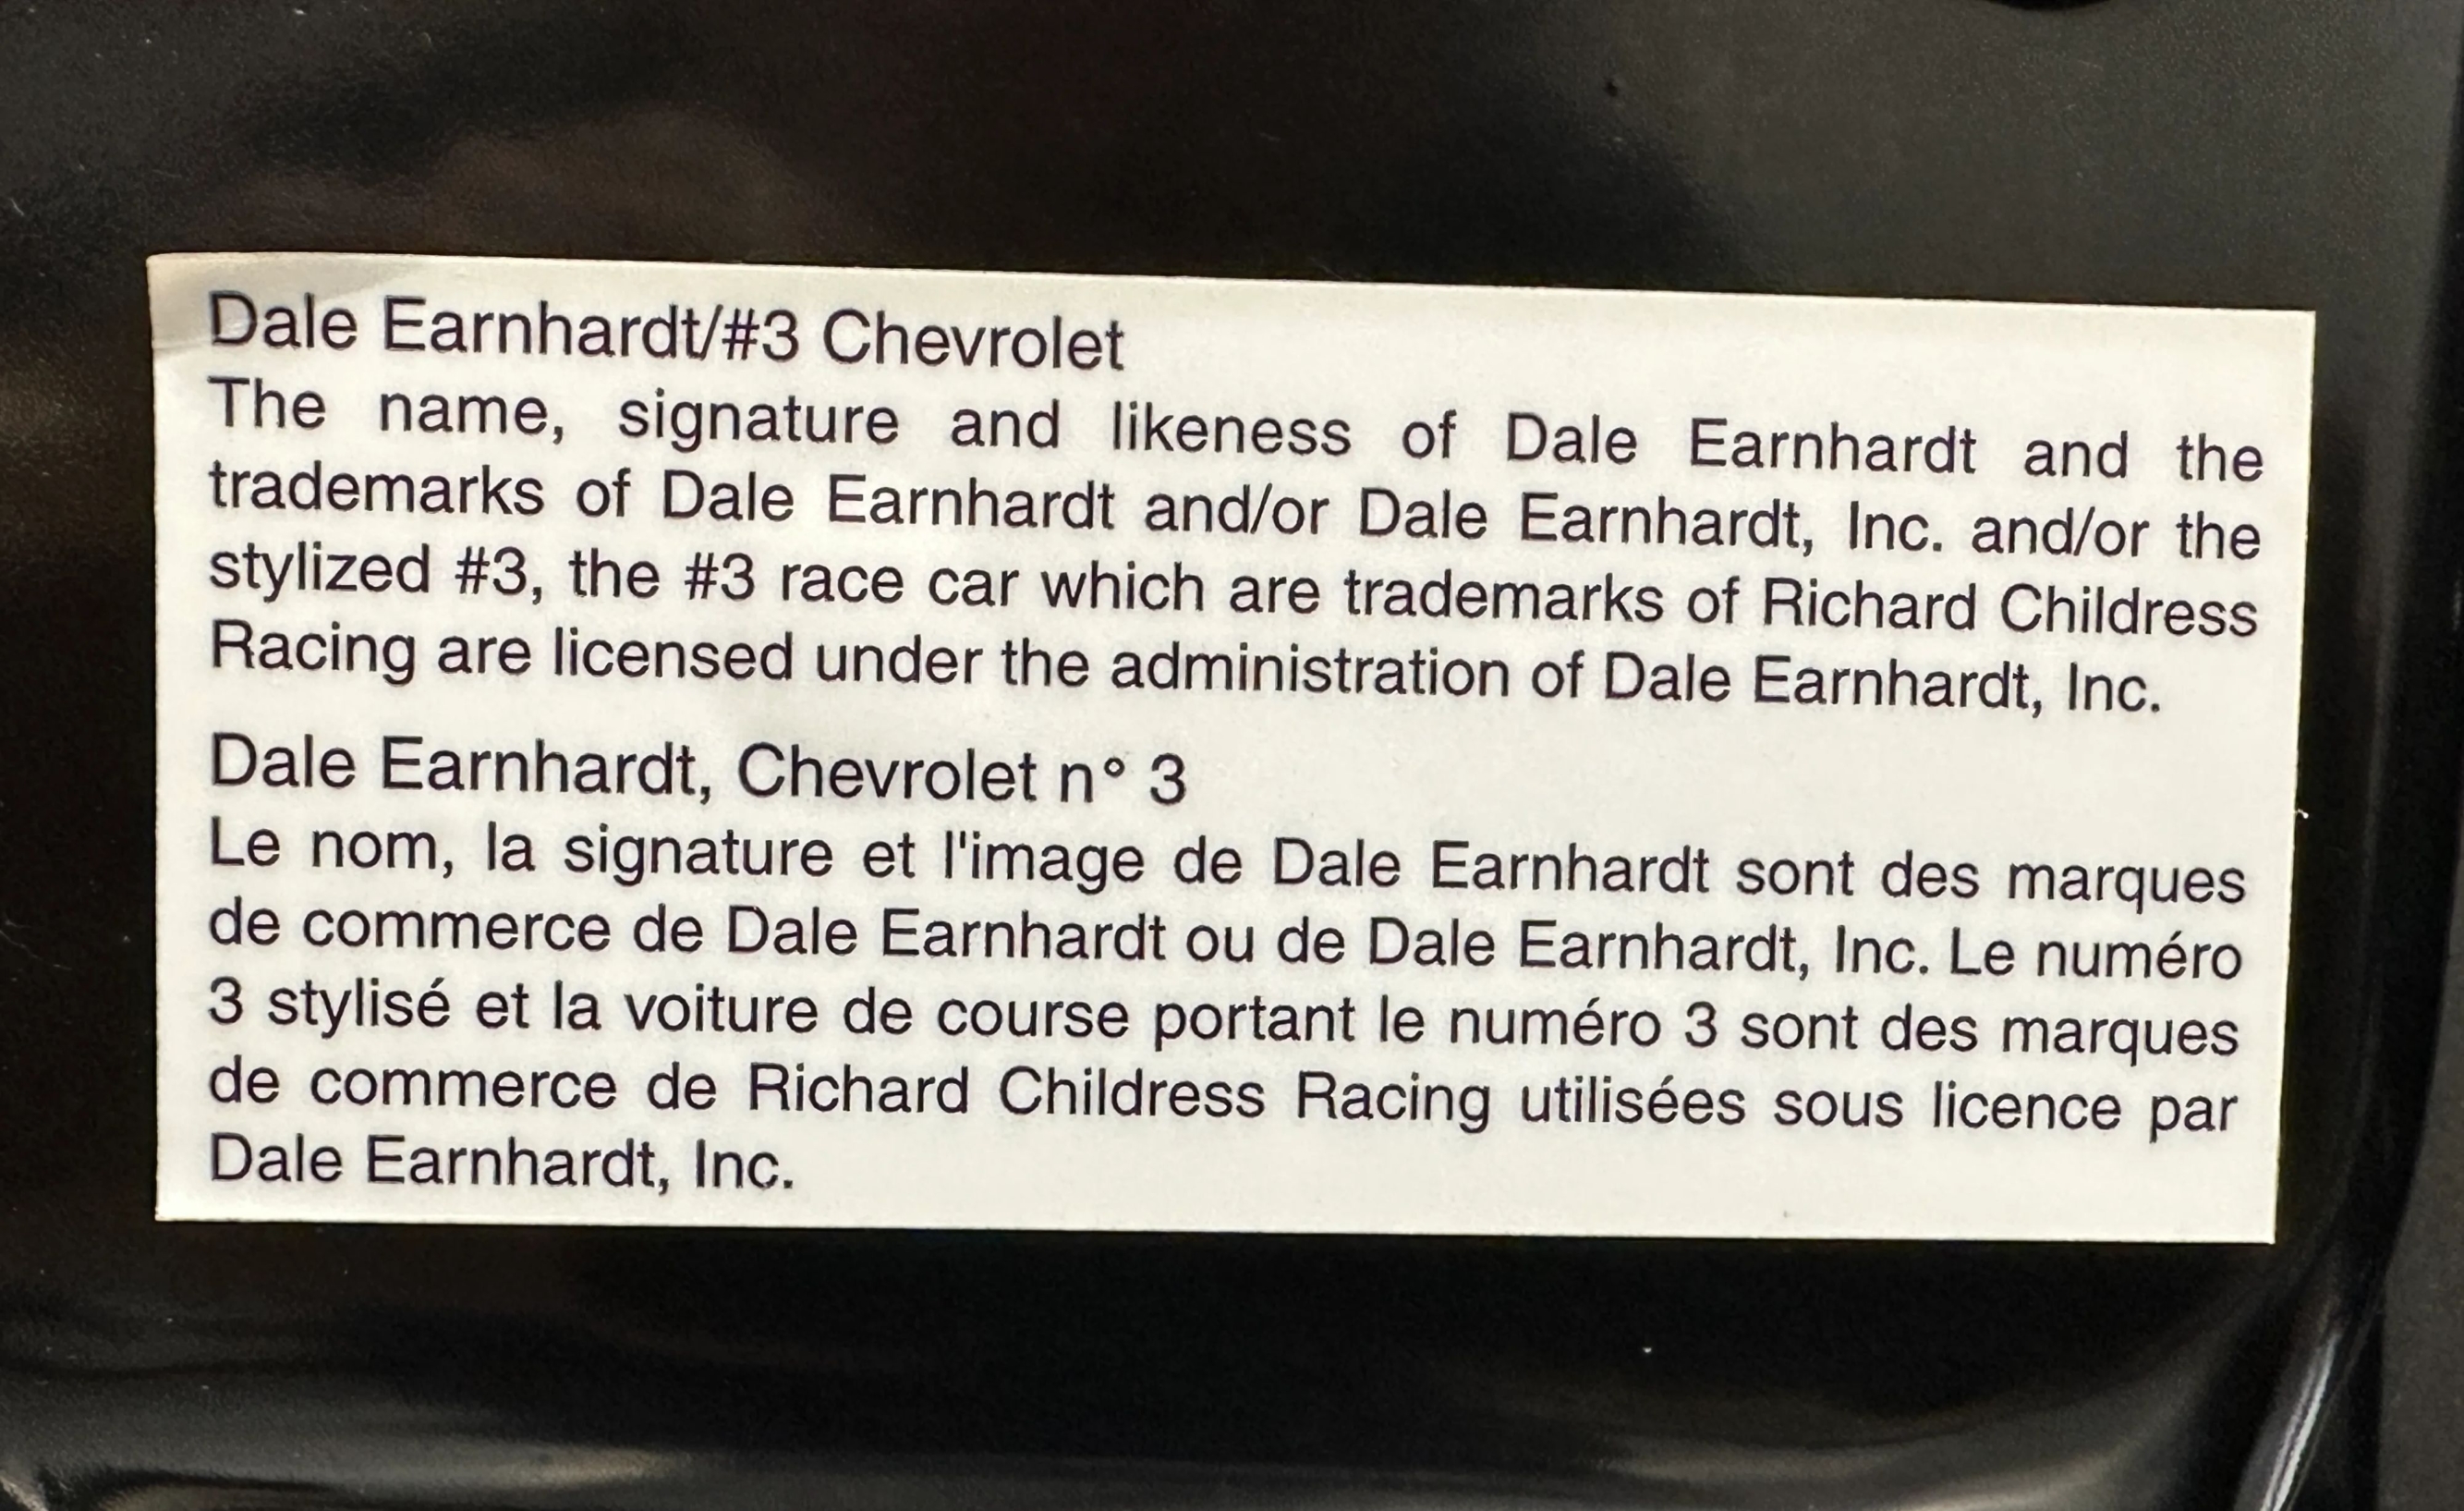 Dale Earnhardt/#3 Chevrolet
The name, signature and likeness of Dale Earnhardt and the
trademarks of Dale Earnhardt and/or Dale Earnhardt, Inc. and/or the
stylized #3, the #3 race car which are trademarks of Richard Childress
Racing are licensed under the administration of Dale Earnhardt, Inc.
Dale Earnhardt, Chevrolet n° 3
Le nom, la signature et l'image de Dale Earnhardt sont des marques
de commerce de Dale Earnhardt ou de Dale Earnhardt, Inc. Le numéro
3 stylisé et la voiture de course portant le numéro 3 sont des marques
de commerce de Richard Childress Racing utilisées sous licence par
Dale Earnhardt, Inc.